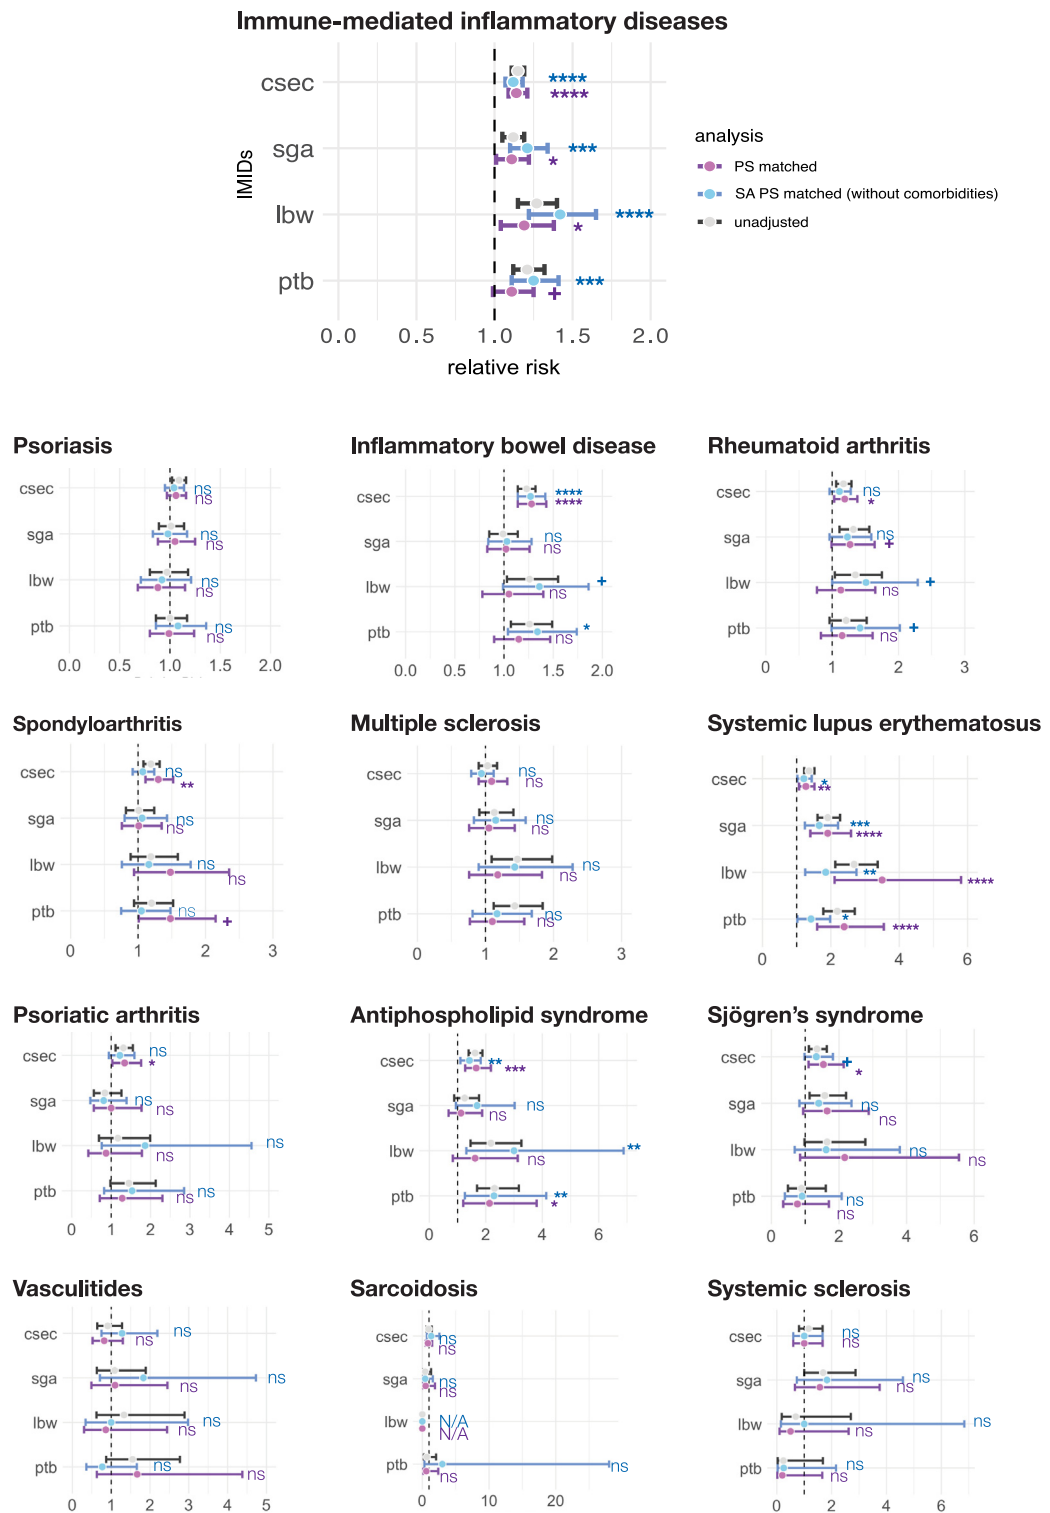 Immune-mediated inflammatory diseases
IMIDs
csec
****
****
sga
***
*
lbw
****
*
ptb
***
+
0.0 0.5 1.0 1.5 2.0
relative risk
analysis
PS matched
SA PS matched (without comorbidities)
unadjusted
Psoriasis
csec
ns
ns
sga
ns
ns
lbw
ns
ns
ptb
ns
ns
0.0 0.5 1.0 1.5 2.0
Inflammatory bowel disease
csec
****
****
sga
ns
ns
lbw
+
ns
ptb
*
ns
0.0 0.5 1.0 1.5 2.0
Rheumatoid arthritis
csec
ns
*
sga
ns
+
lbw
+
ns
ptb
+
ns
0 1 2 3
Spondyloarthritis
csec
ns
**
sga
ns
ns
lbw
ns
ns
ptb
ns
+
0 1 2 3
Multiple sclerosis
csec
ns
ns
sga
ns
ns
lbw
ns
ns
ptb
ns
ns
0 1 2 3
Systemic lupus erythematosus
csec
*
**
sga
***
****
lbw
**
****
ptb
*
****
0 2 4 6
Psoriatic arthritis
csec
ns
*
sga
ns
ns
lbw
ns
ns
ptb
ns
ns
0 1 2 3 4 5
Antiphospholipid syndrome
csec
**
***
sga
ns
ns
lbw
**
ns
ptb
**
*
0 2 4 6
Sjögren's syndrome
csec
+
*
sga
ns
ns
lbw
ns
ns
ptb
ns
ns
0 2 4 6
Vasculitides
csec
ns
ns
sga
ns
ns
lbw
ns
ns
ptb
ns
ns
0 1 2 3 4 5
Sarcoidosis
csec
ns
ns
sga
ns
ns
lbw
N/A
N/A
ptb
ns
ns
0 10 20
Systemic sclerosis
csec
ns
ns
sga
ns
ns
lbw
ns
ns
ptb
ns
ns
0 2 4 6